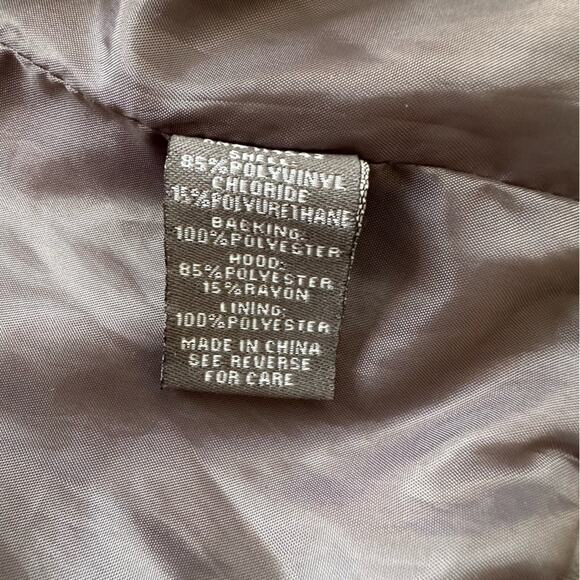 SHELL:
85%POLYVINYL
CHLORIDE
15%POLYURETHANE
BACKING:
100%POLYESTER
HOOD:
85%POLYESTER
15%RAYON
LINING:
100%POLYESTER
MADE IN CHINA
SEE REVERSE
FOR CARE